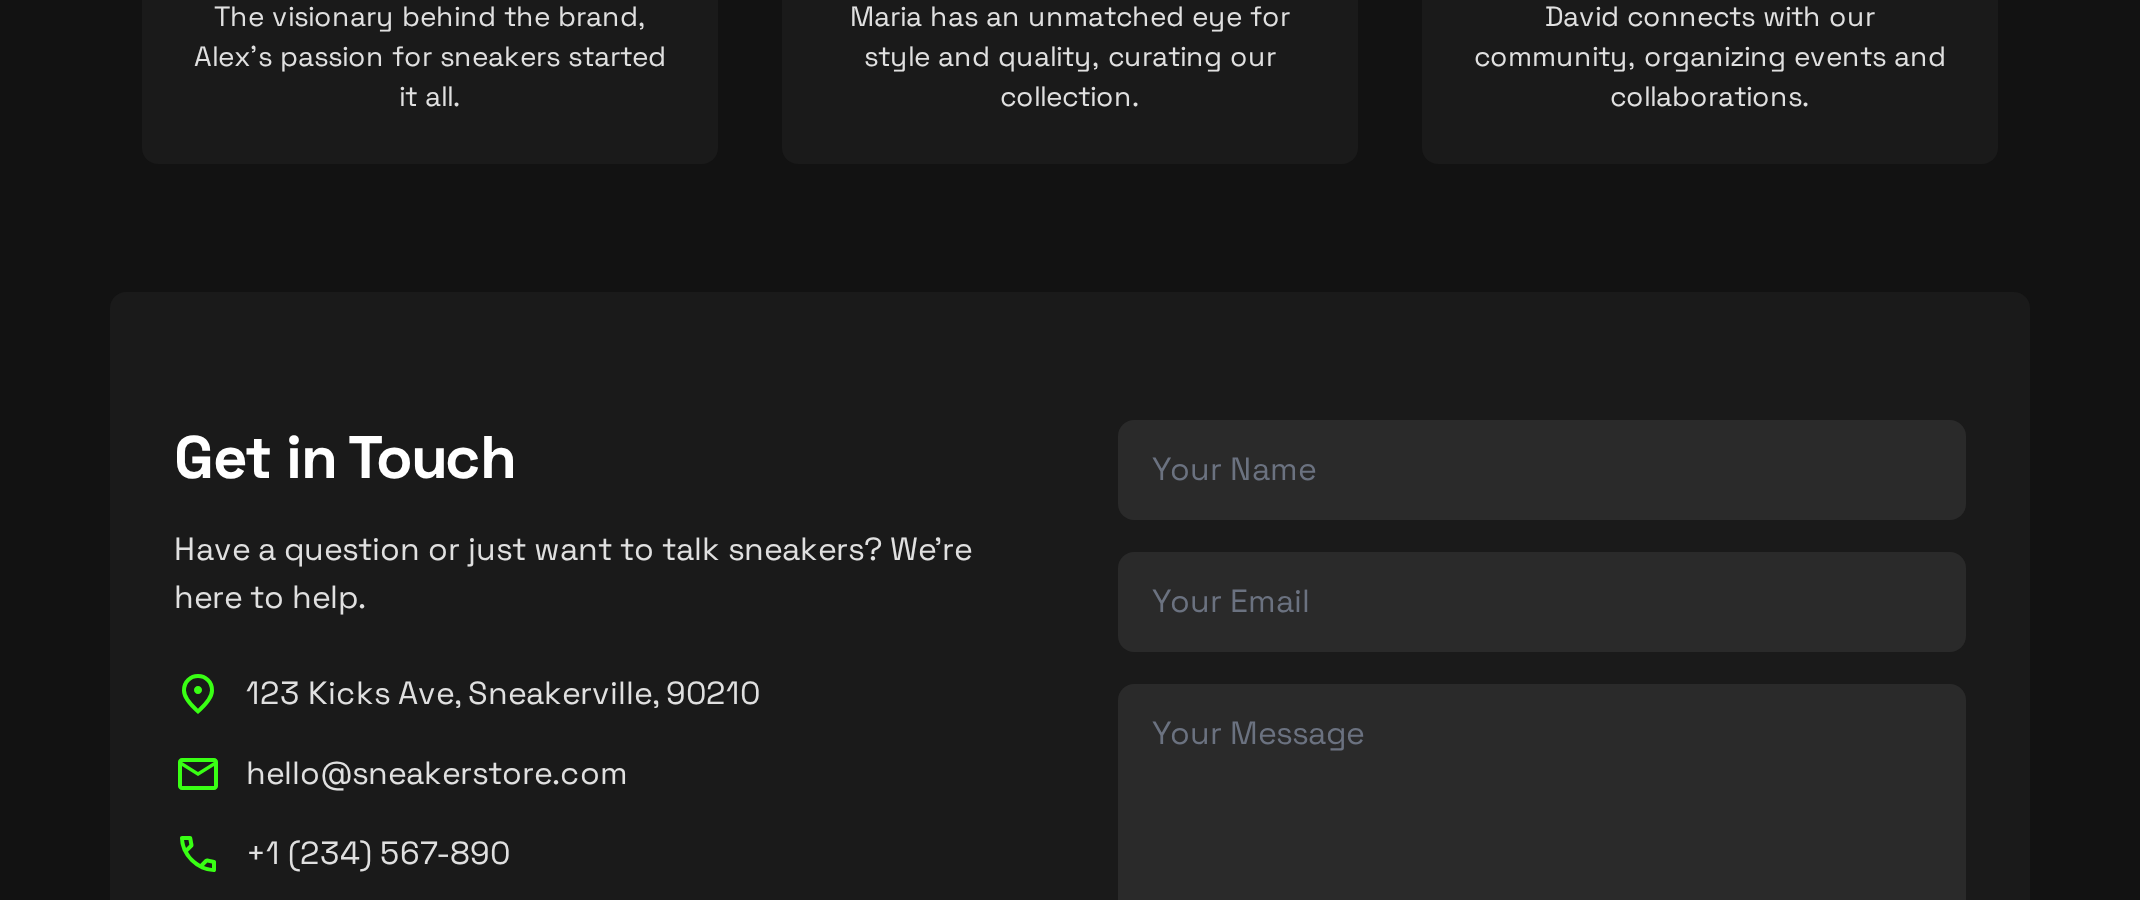 The visionary behind the brand,
Alex’s passion for sneakers started
it all.
Maria has an unmatched eye for
style and quality, curating our
collection.
David connects with our
community, organizing events and
collaborations.
Get in Touch
Have a question or just want to talk sneakers? We’re
here to help.
123 Kicks Ave, Sneakerville, 90210
hello@sneakerstore.com
+1 (234) 567-890
Your Name
Your Email
Your Message